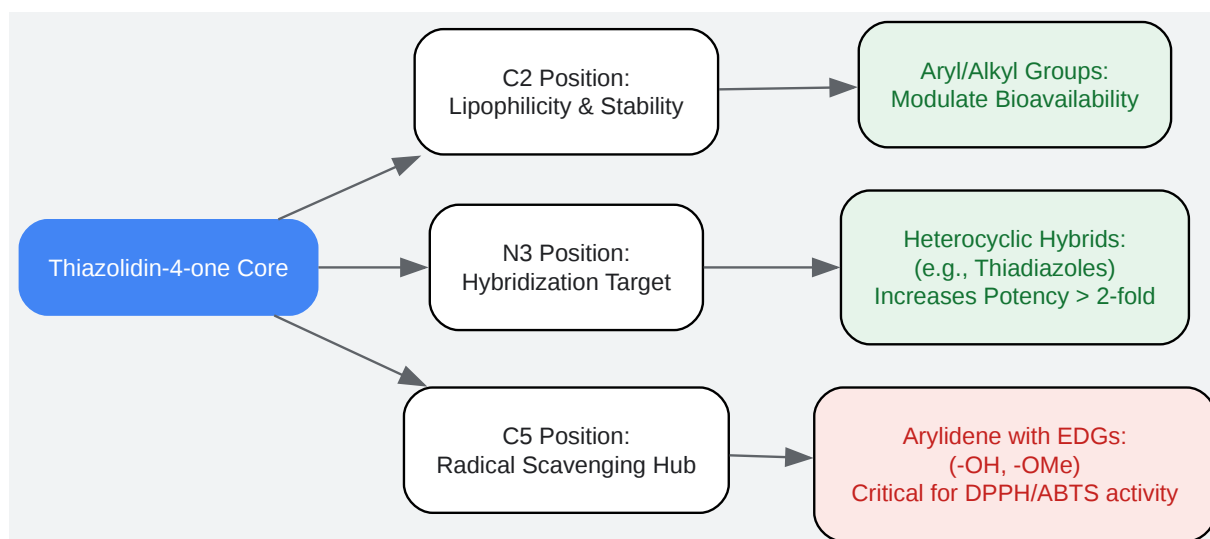 Thiazolidin-4-one Core
C2 Position:
Lipophilicity & Stability
Aryl/Alkyl Groups:
Modulate Bioavailability
N3 Position:
Hybridization Target
Heterocyclic Hybrids:
(e.g., Thiadiazoles)
Increases Potency > 2-fold
C5 Position:
Radical Scavenging Hub
Arylidene with EDGs:
(-OH, -OMe)
Critical for DPPH/ABTS activity